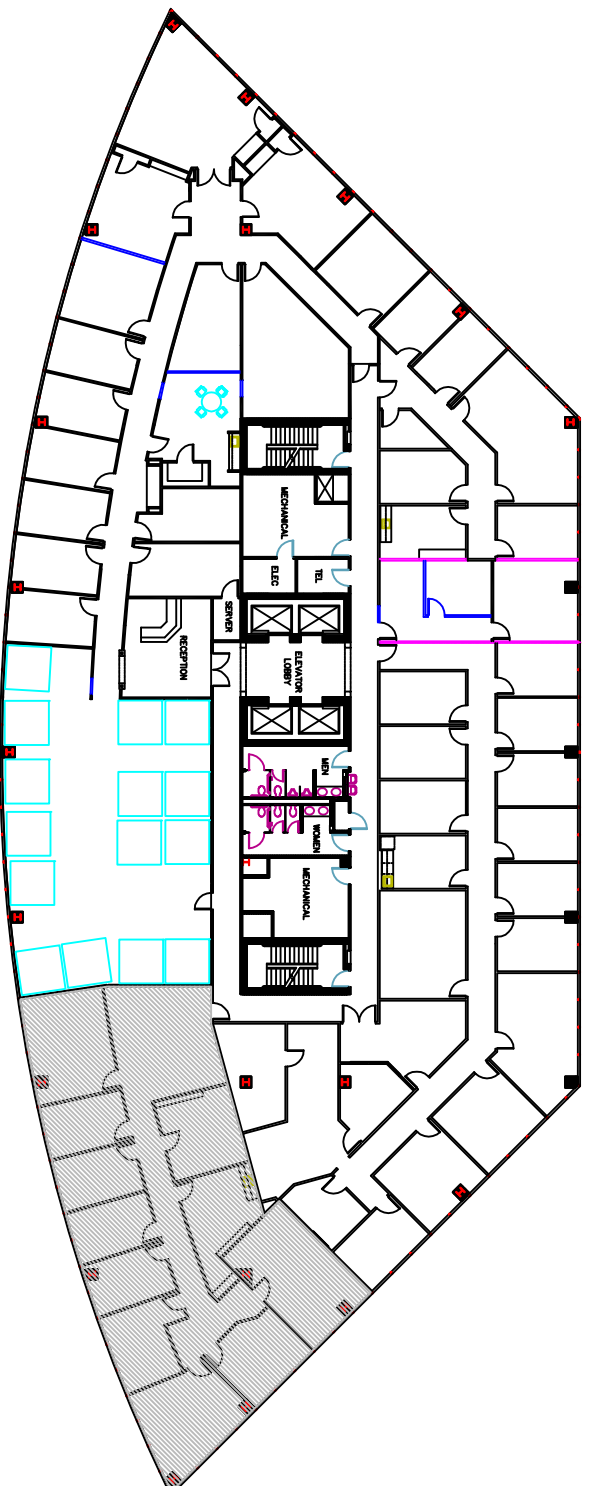 MECHANICAL
ELEC
TEL
SERVER
RECEPTION
ELEVATOR
LOBBY
MEN
WOMEN
MECHANICAL